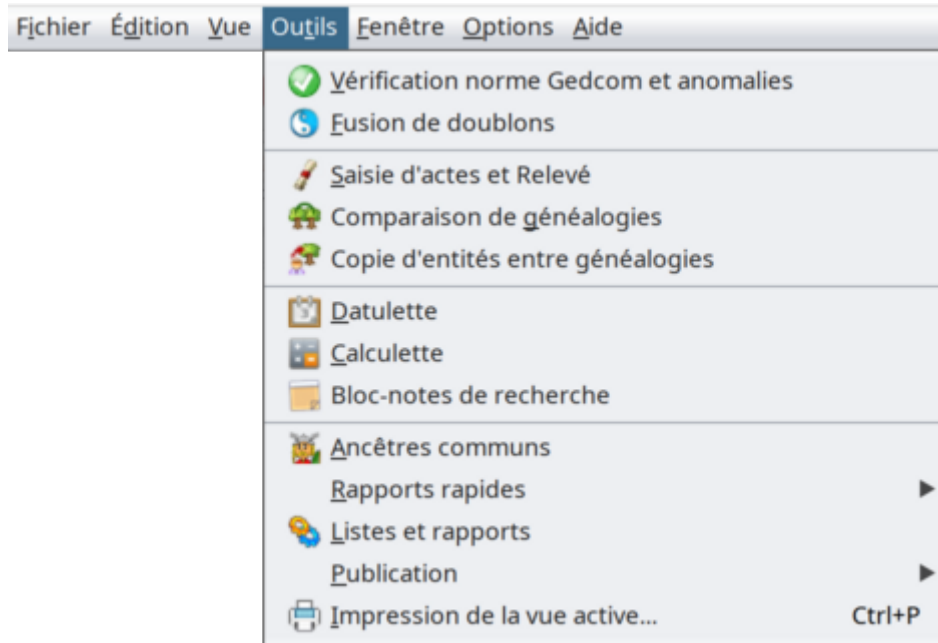 Fichier Édition Vue Outils Fenêtre Options Aide
Vérification norme Gedcom et anomalies
Fusion de doublons
Saisie d'actes et Relevé
Comparaison de généalogies
Copie d'entités entre généalogies
Datulette
Calculette
Bloc-notes de recherche
Ancêtres communs
Rapports rapides
Listes et rapports
Publication
Impression de la vue active... Ctrl+P